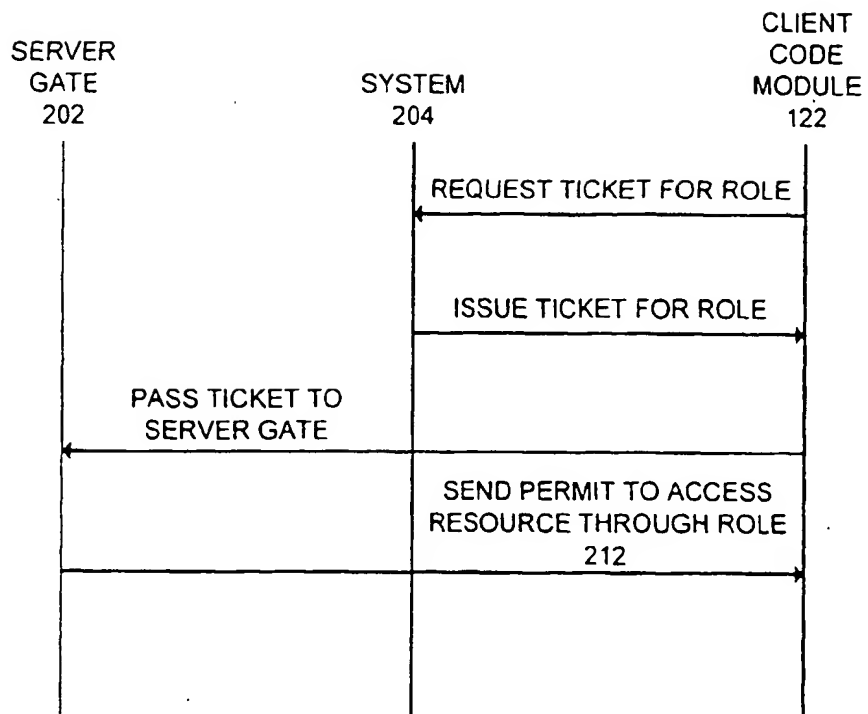 SERVER
GATE
202
SYSTEM
204
CLIENT
CODE
MODULE
122
REQUEST TICKET FOR ROLE
ISSUE TICKET FOR ROLE
PASS TICKET TO
SERVER GATE
SEND PERMIT TO ACCESS
RESOURCE THROUGH ROLE
212